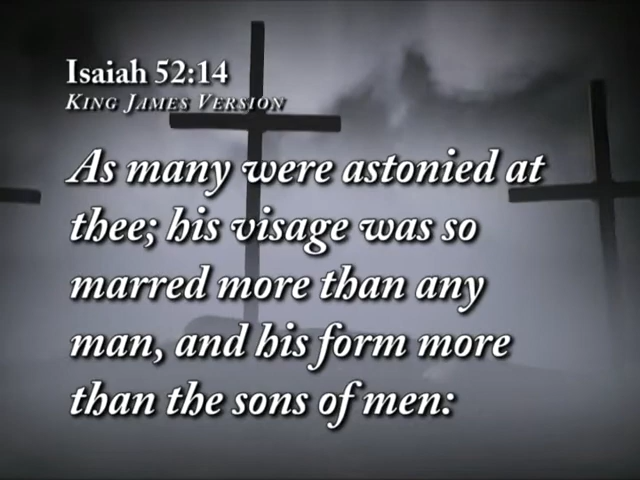 Isaiah 52:14
King James Version
As many were astonied at
thee; his visage was so
marred more than any
man, and his form more
than the sons of men: